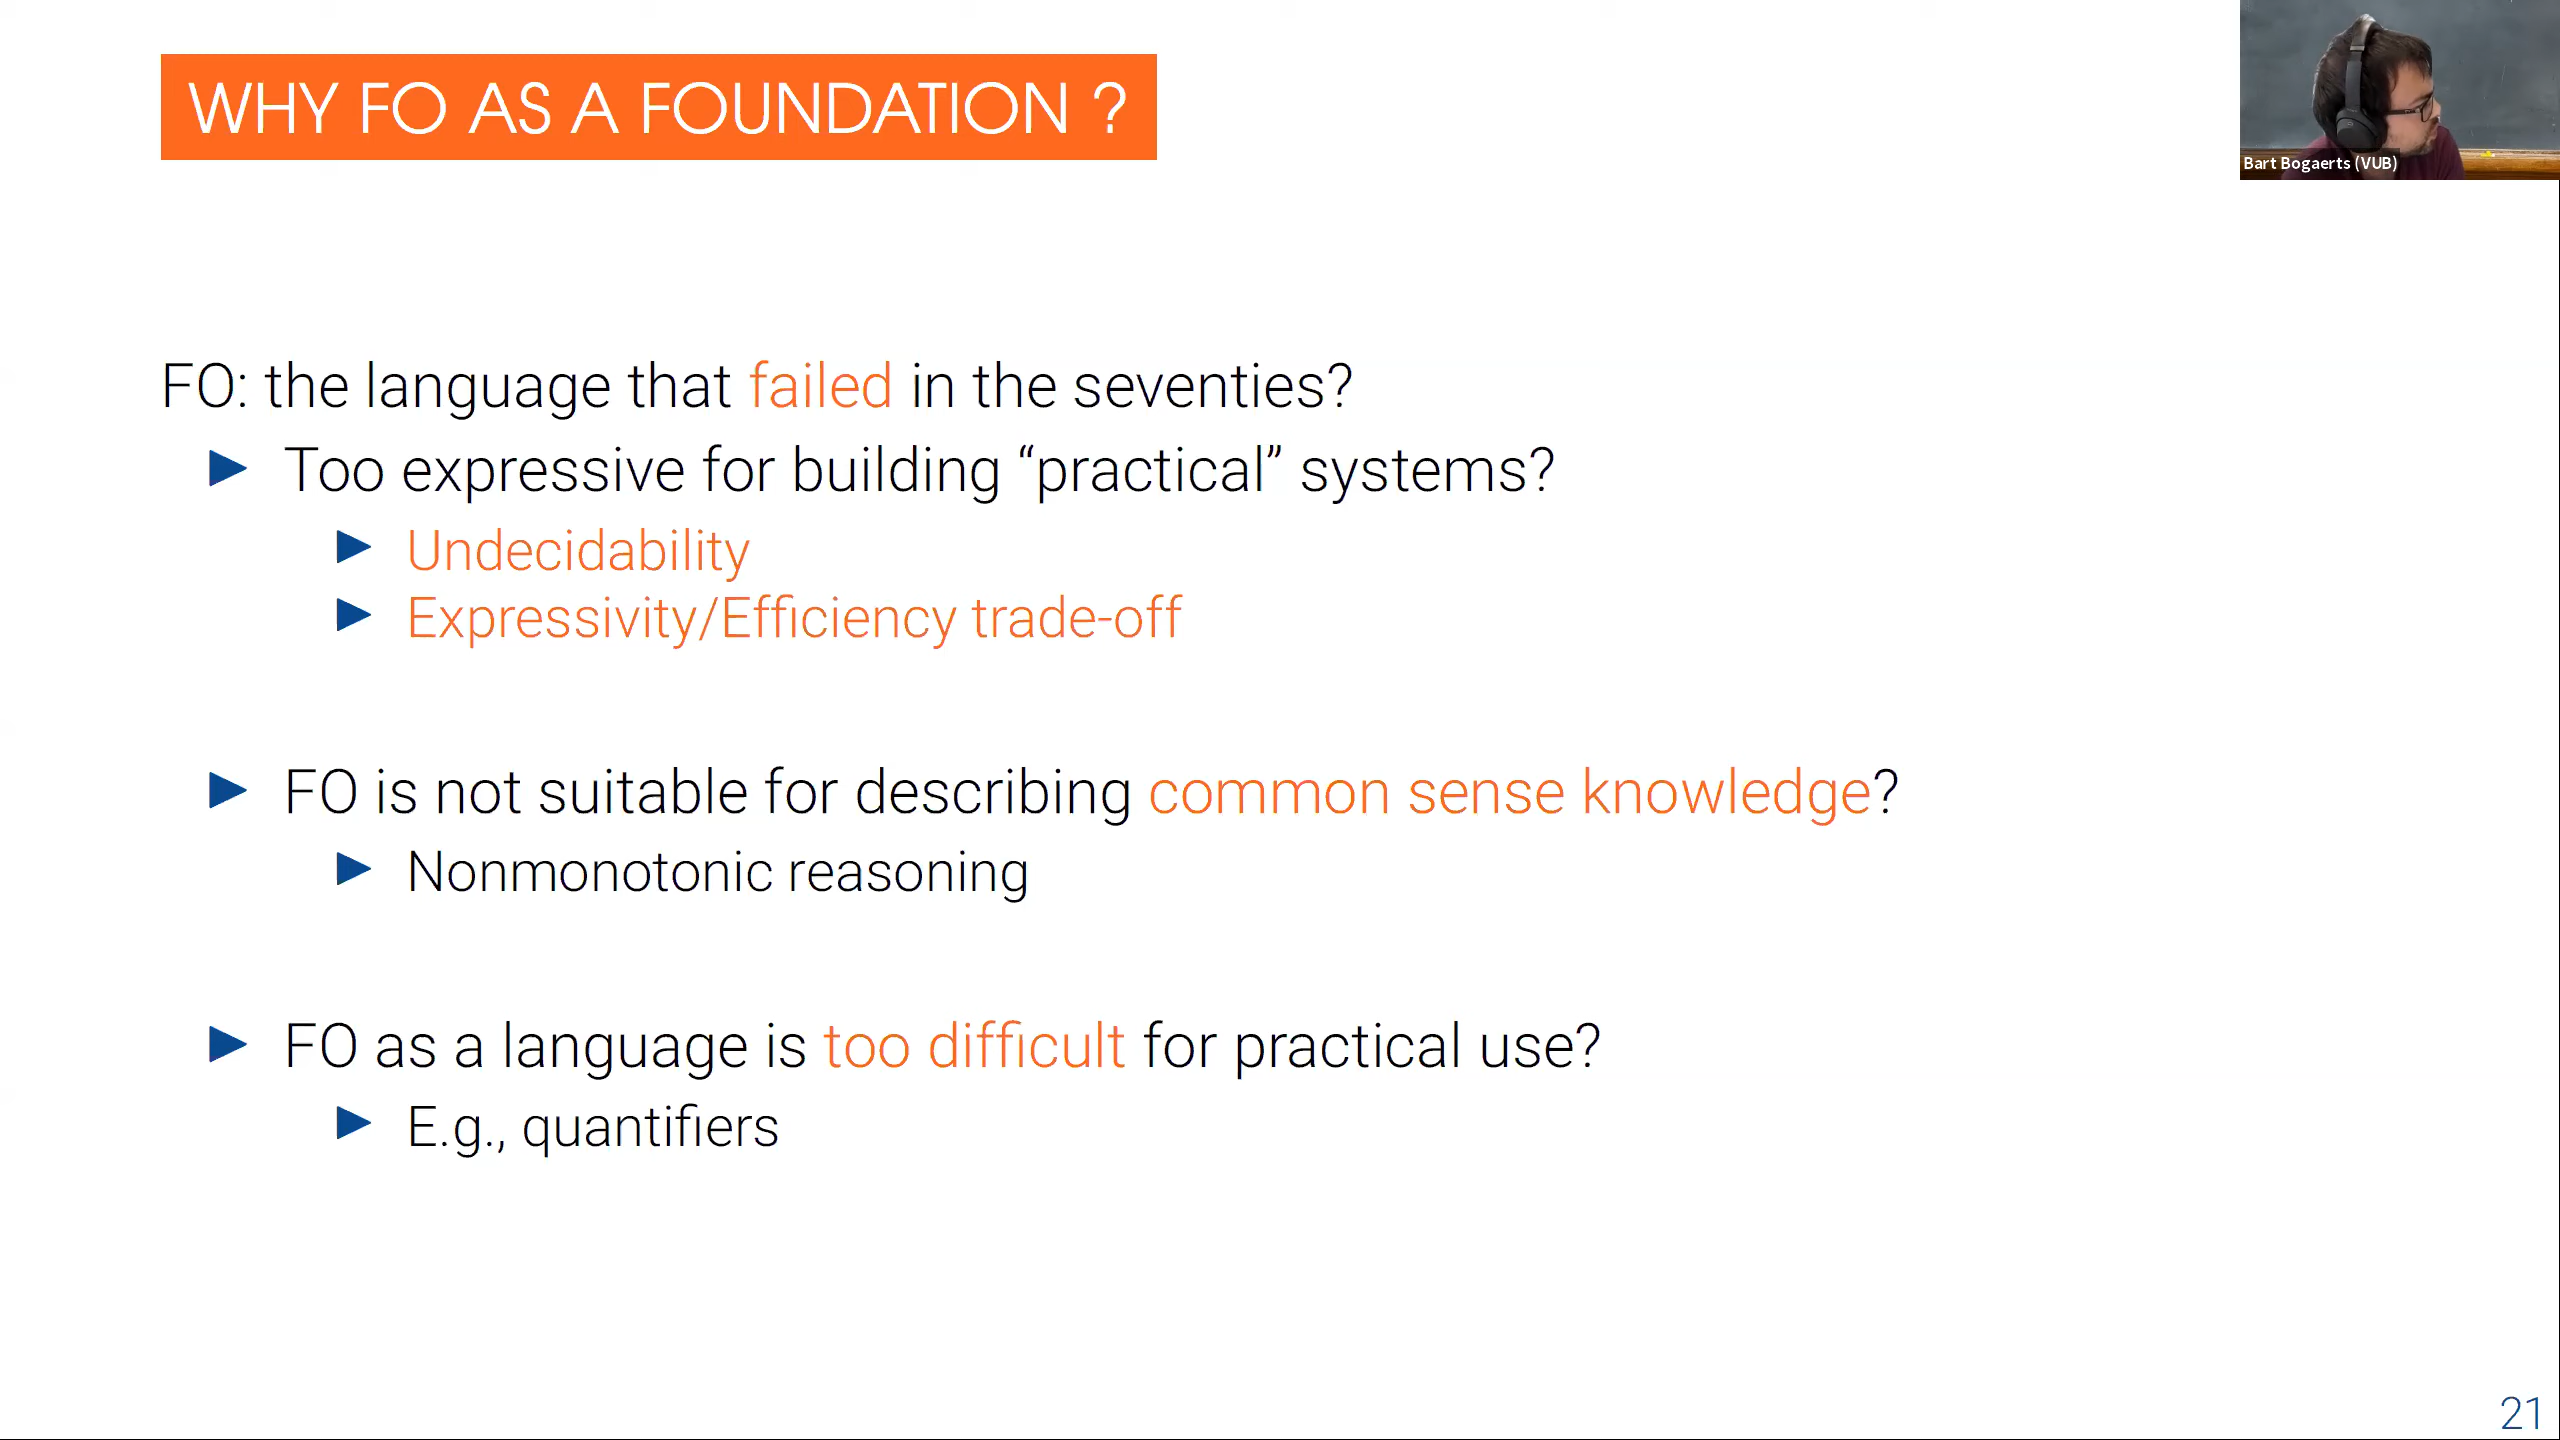 WHY FO AS A FOUNDATION ?
Bart Bogaerts (VUB)
FO: the language that failed in the seventies?
Too expressive for building “practical” systems?
Undecidability
Expressivity/Efficiency trade-off
FO is not suitable for describing common sense knowledge?
Nonmonotonic reasoning
FO as a language is too difficult for practical use?
E.g., quantifiers
21